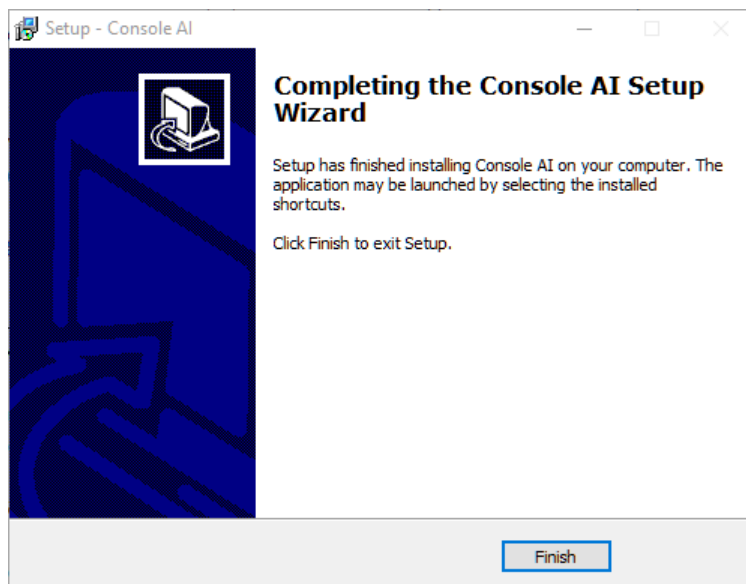 Setup - Console AI
Completing the Console AI Setup
Wizard
Setup has finished installing Console AI on your computer. The
application may be launched by selecting the installed
shortcuts.
Click Finish to exit Setup.
Finish